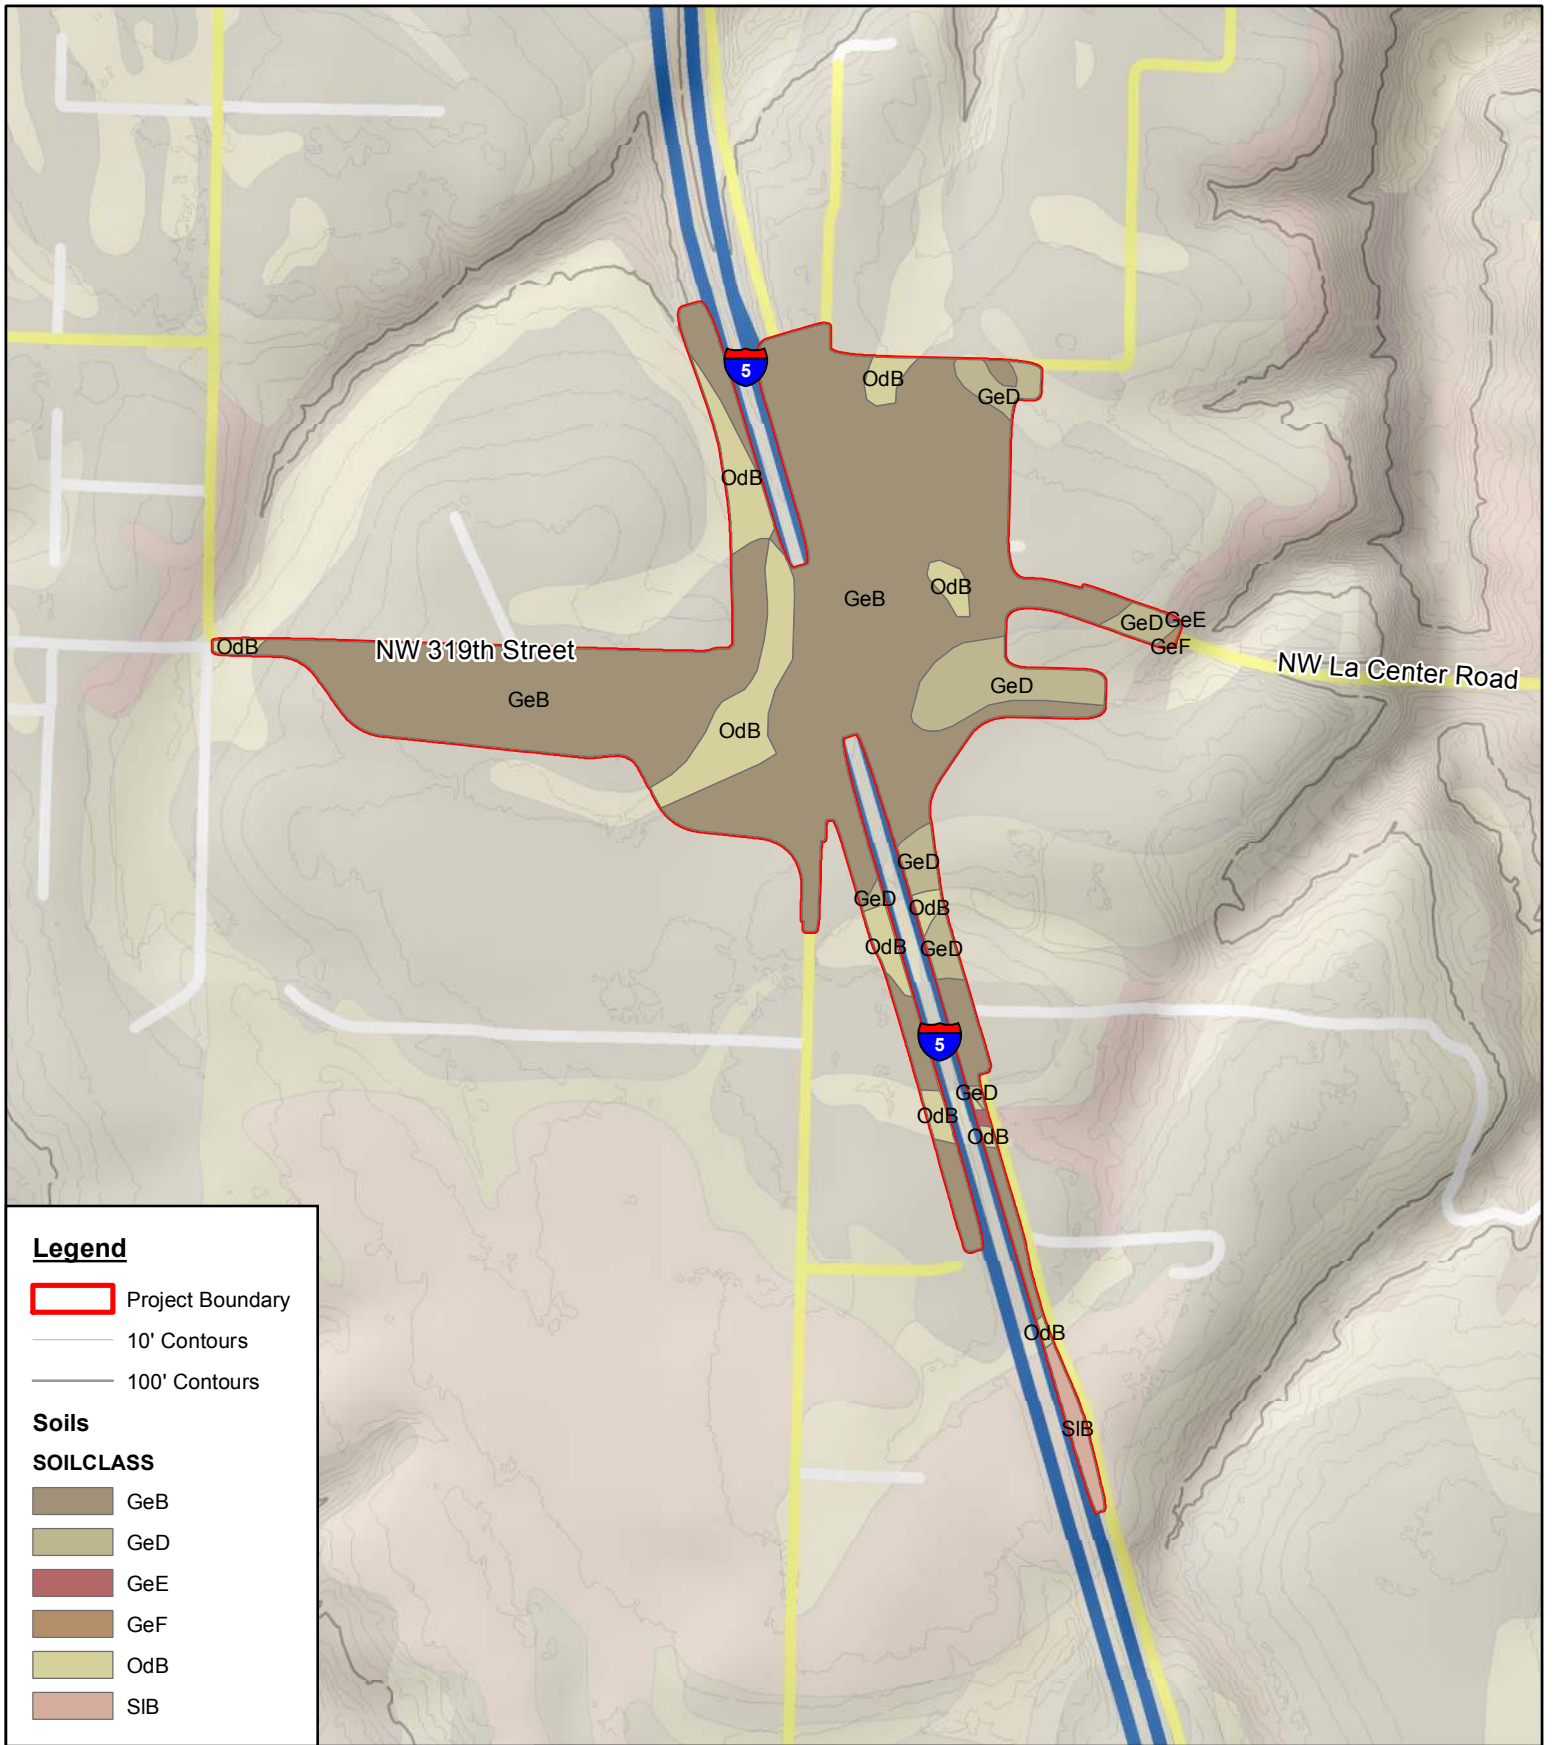 5
OdB
GeD
OdB
OdB
GeB
GeD
GeE
GeF
OdB
NW 319th Street
NW La Center Road
GeB
GeD
OdB
GeD
GeD
OdB
OdB
GeD
5
GeD
OdB
OdB
OdB
SlB
Legend
Project Boundary
10' Contours
100' Contours
Soils
SOILCLASS
GeB
GeD
GeE
GeF
OdB
SlB